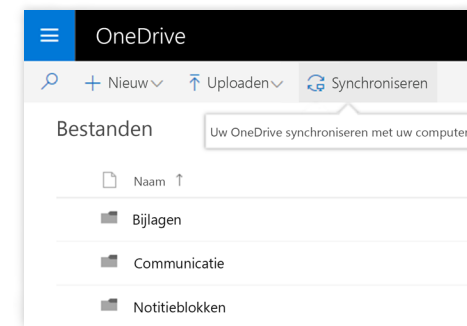 OneDrive
Nieuw Uploaden Synchroniseren
Bestanden
Uw OneDrive synchroniseren met uw computer
Naam
Bijlagen
Communicatie
Notitieblokken